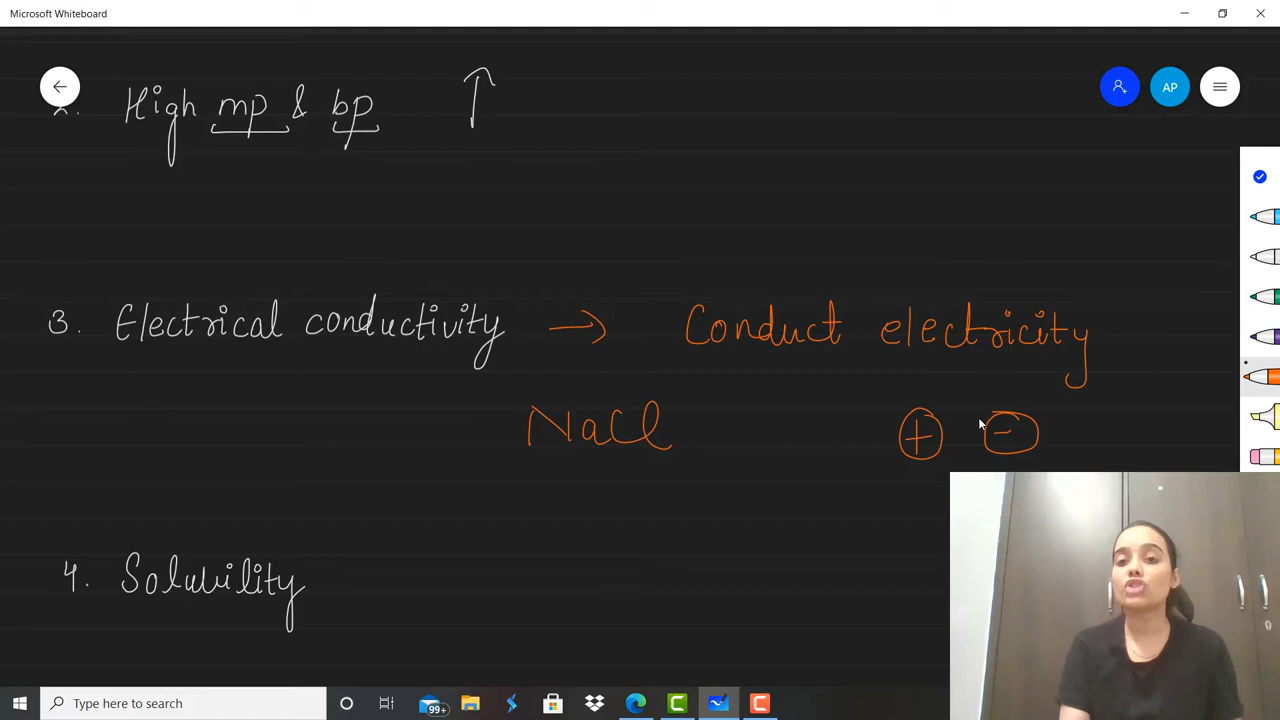 Microsoft Whiteboard
High mp & bp ↑
AP
3. Electrical conductivity → Conduct electricity
NaCl + -
4. Solubility
Type here to search
99+